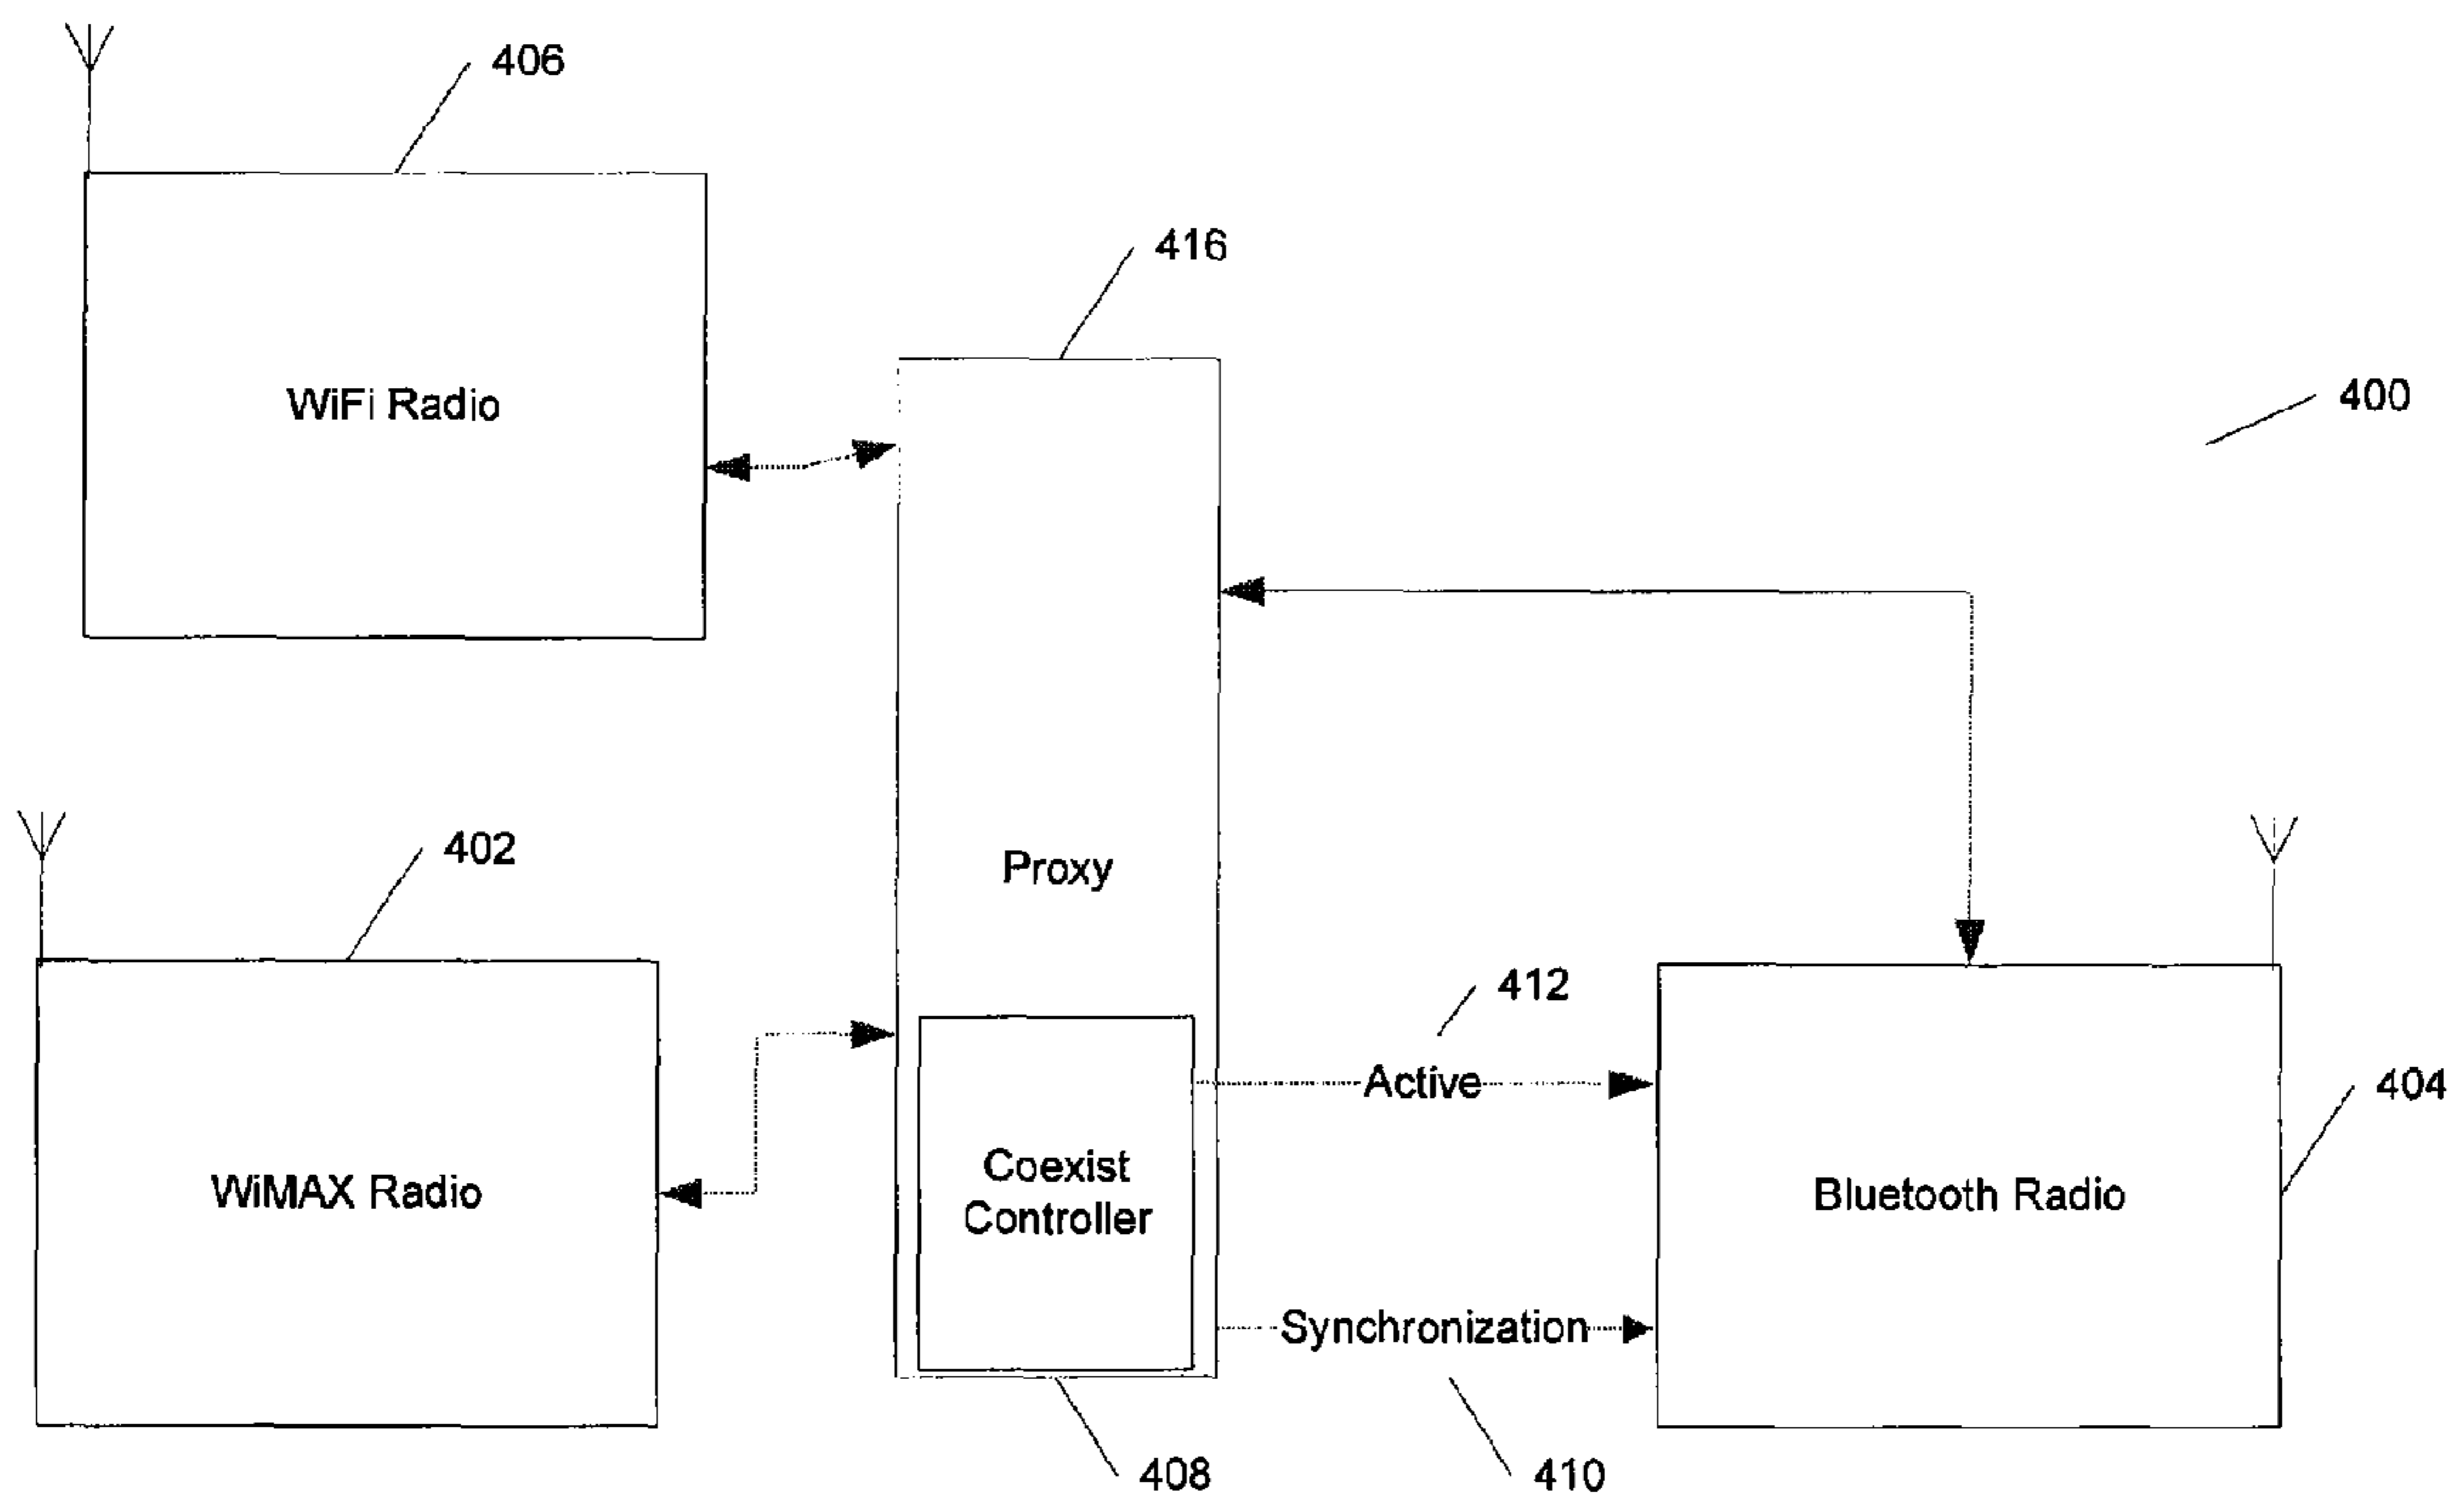 406
416
WiFi Radio
400
402
Proxy
412
Active
404
Coexist
Controller
WiMAX Radio
Bluetooth Radio
Synchronization
408
410